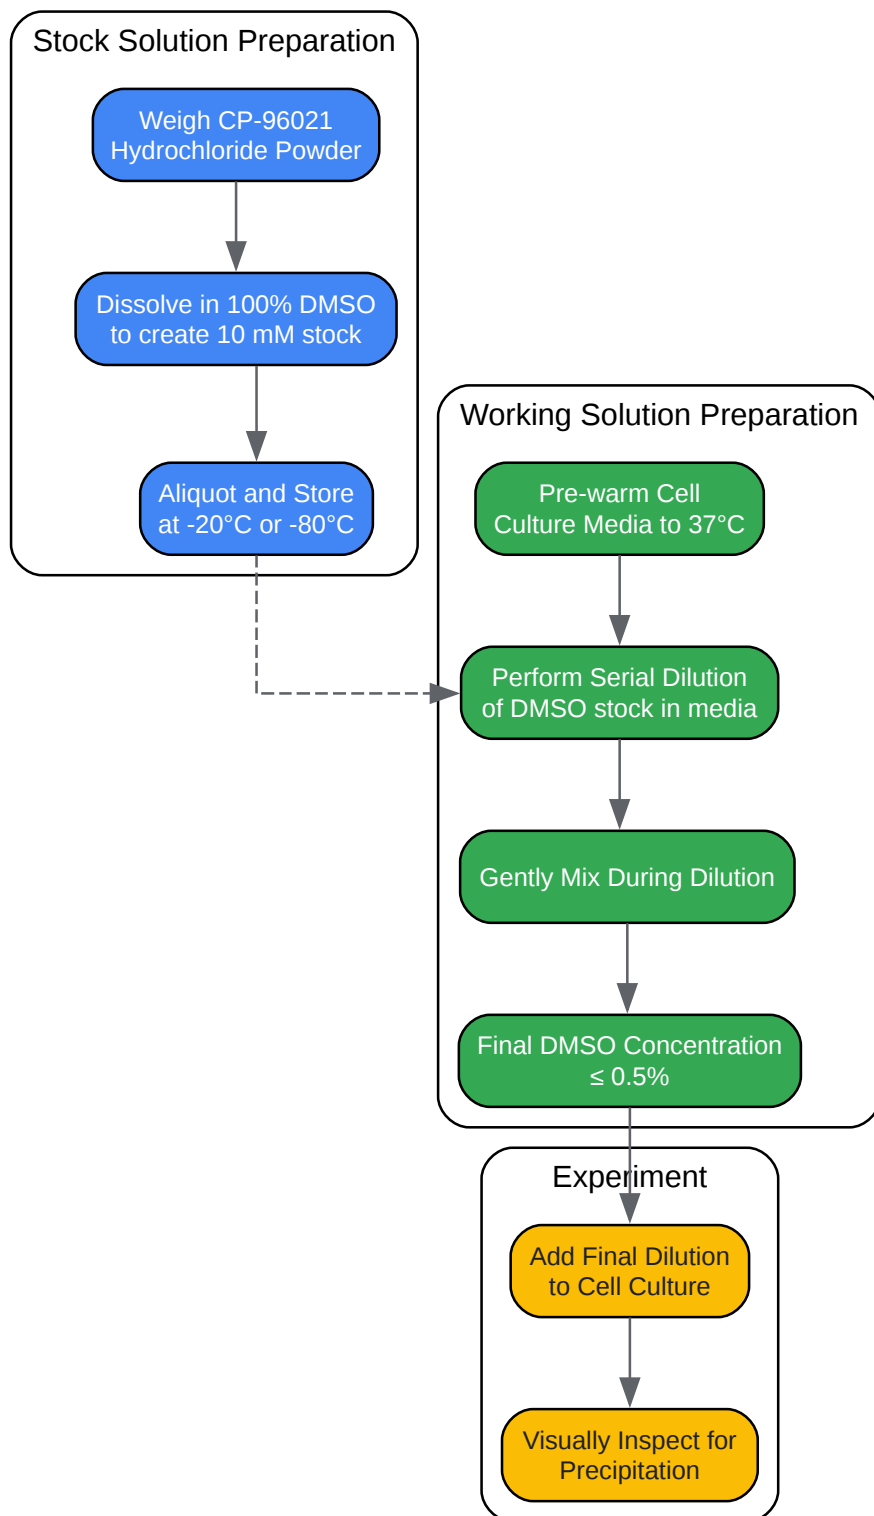 Stock Solution Preparation
Weigh CP-96021
Hydrochloride Powder
Dissolve in 100% DMSO
to create 10 mM stock
Aliquot and Store
at -20°C or -80°C
Working Solution Preparation
Pre-warm Cell
Culture Media to 37°C
Perform Serial Dilution
of DMSO stock in media
Gently Mix During Dilution
Final DMSO Concentration
≤ 0.5%
Experiment
Add Final Dilution
to Cell Culture
Visually Inspect for
Precipitation